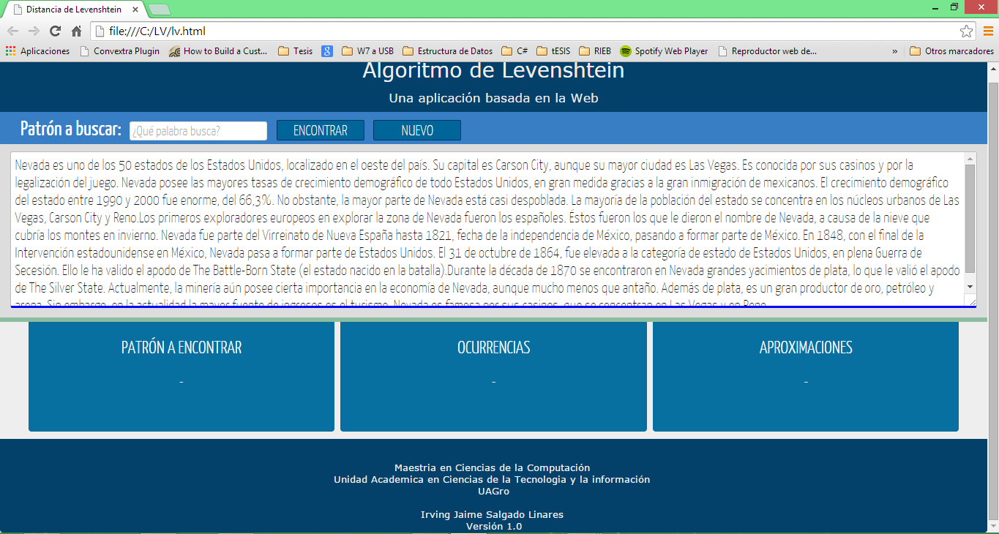 Distancia de Levenshtein
file:///C:/LV/lv.html
Aplicaciones Convextra Plugin How to Build a Cust... Tesis W7 a USB Estructura de Datos C# tESIS RIEB Spotify Web Player Reproductor web de... » Otros marcadores
Algoritmo de Levenshtein
Una aplicación basada en la Web
Patrón a buscar: ¿Qué palabra busca? ENCONTRAR NUEVO
Nevada es uno de los 50 estados de los Estados Unidos, localizado en el oeste del país. Su capital es Carson City, aunque su mayor ciudad es Las Vegas. Es conocida por sus casinos y por la
legalización del juego. Nevada posee las mayores tasas de crecimiento demográfico de todo Estados Unidos, en gran medida gracias a la gran inmigración de mexicanos. El crecimiento demográfico
del estado entre 1990 y 2000 fue enorme, del 66,3%. No obstante, la mayor parte de Nevada está casi despoblada. La mayoría de la población del estado se concentra en los núcleos urbanos de Las
Vegas, Carson City y Reno.Los primeros exploradores europeos en explorar la zona de Nevada fueron los españoles. Éstos fueron los que le dieron el nombre de Nevada, a causa de la nieve que
cubría los montes en invierno. Nevada fue parte del Virreinato de Nueva España hasta 1821, fecha de la independencia de México, pasando a formar parte de México. En 1848, con el final de la
Intervención estadounidense en México, Nevada pasa a formar parte de Estados Unidos. El 31 de octubre de 1864, fue elevada a la categoría de estado de Estados Unidos, en plena Guerra de
Secesión. Ello le ha valido el apodo de The Battle-Born State (el estado nacido en la batalla).Durante la década de 1870 se encontraron en Nevada grandes yacimientos de plata, lo que le valió el apodo
de The Silver State. Actualmente, la minería aún posee cierta importancia en la economía de Nevada, aunque mucho menos que antaño. Además de plata, es un gran productor de oro, petróleo y
arena. Sin embargo, en la actualidad la mayor fuente de ingresos es el turismo. Nevada es famosa por sus casinos, que se concentran en Las Vegas y en Reno.
PATRÓN A ENCONTRAR OCURRENCIAS APROXIMACIONES
- - -
Maestria en Ciencias de la Computación
Unidad Academica en Ciencias de la Tecnologia y la información
UAGro
Irving Jaime Salgado Linares
Versión 1.0